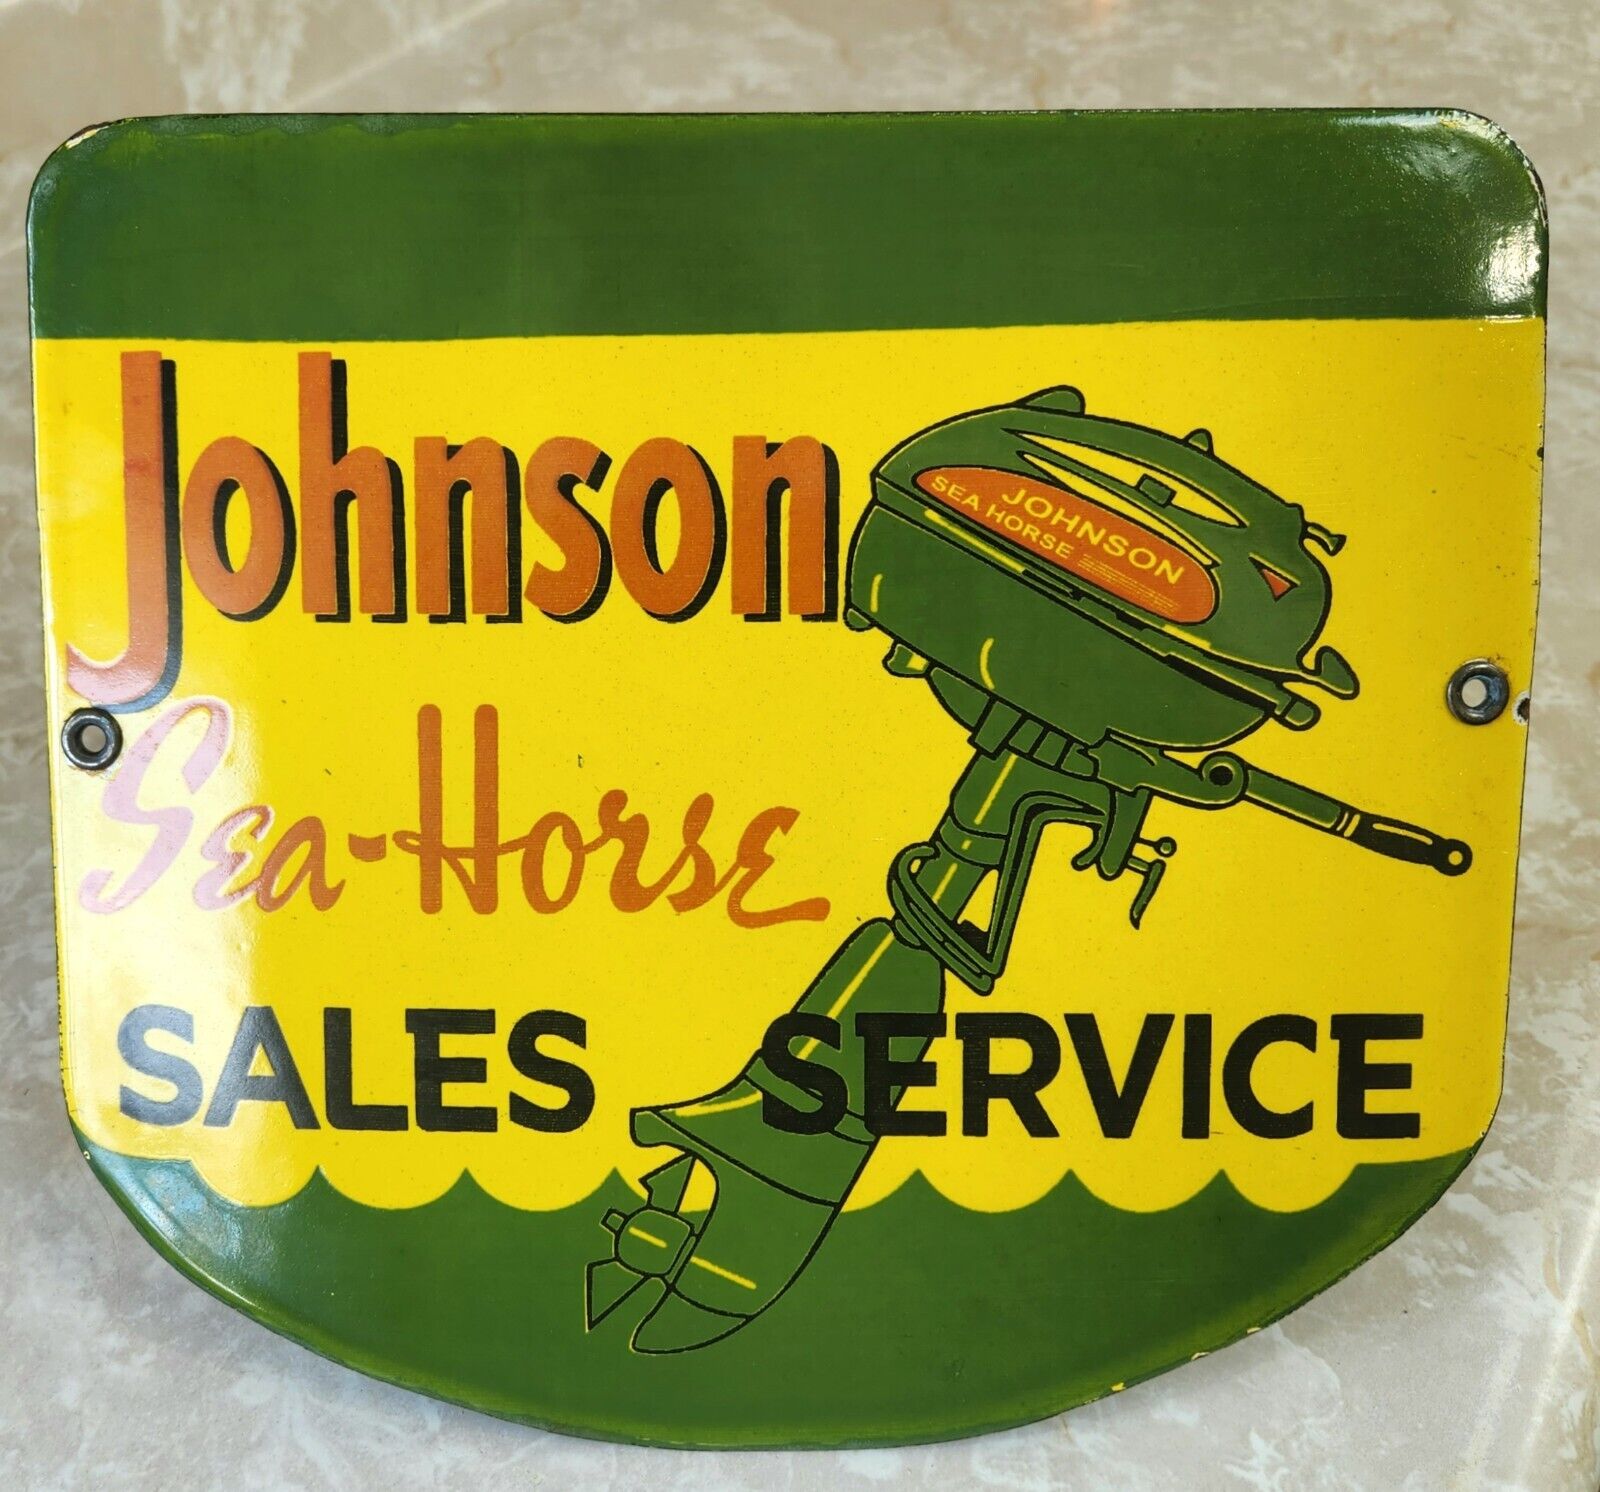 Johnson
Sea-Horse
JOHNSON
SEA HORSE
SALES SERVICE